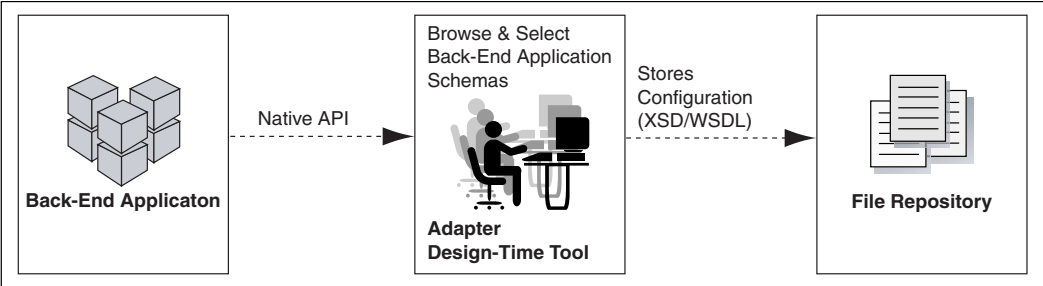 Back-End Applicaton
Native API
Browse & Select
Back-End Application
Schemas
Adapter
Design-Time Tool
Stores
Configuration
(XSD/WSDL)
File Repository